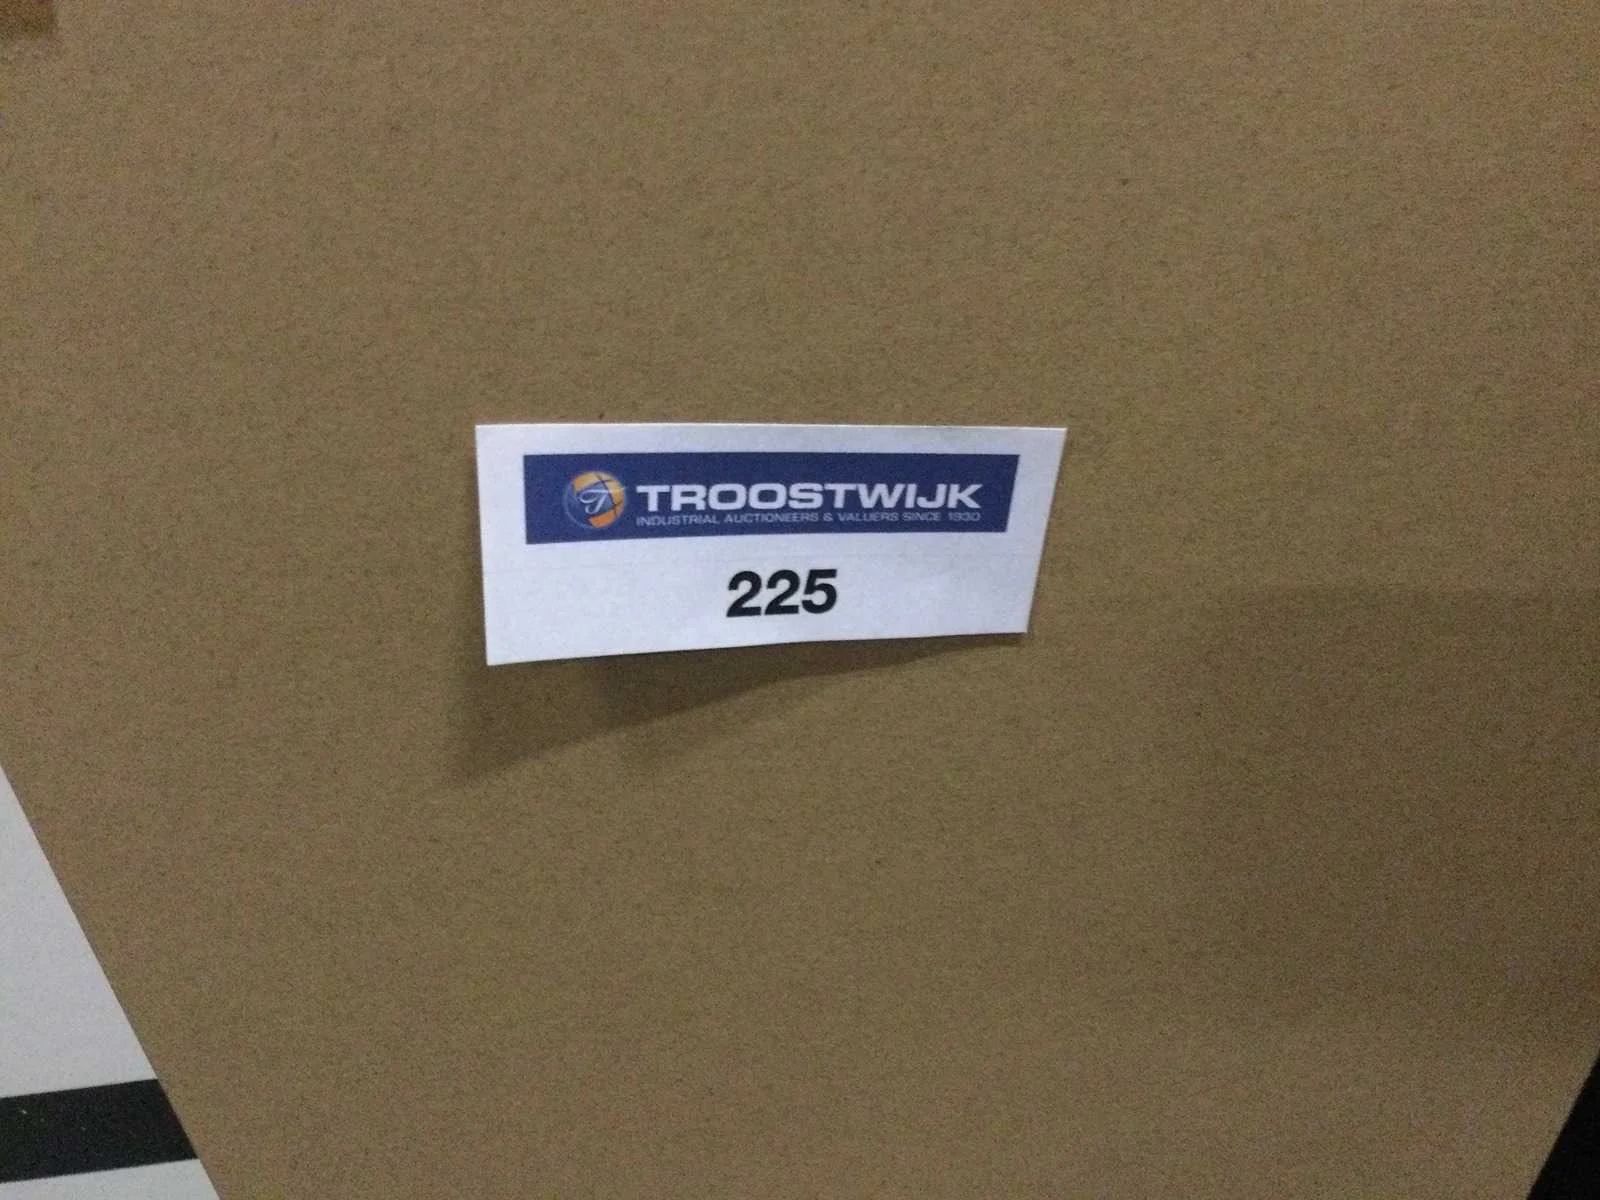 TROOSTWIJK
INDUSTRIAL AUCTIONEERS & VALUERS SINCE 1930
225